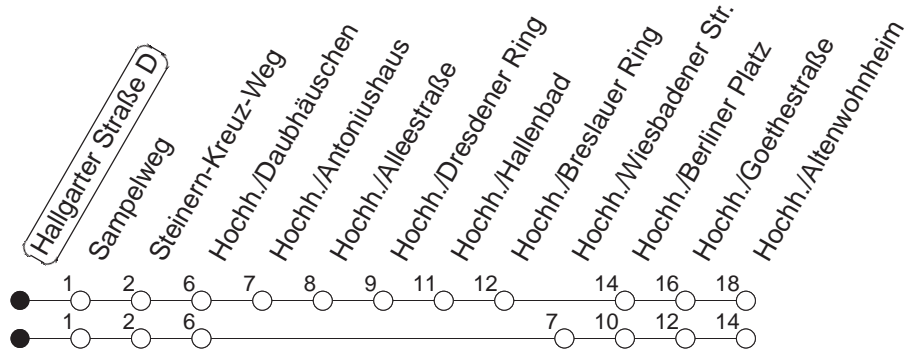 Hallgarter Straße D
Sampelweg
Steinern-Kreuz-Weg
Hochh./Daubhäuschen
Hochh./Antoniushaus
Hochh./Alleestraße
Hochh./Dresdener Ring
Hochh./Hallenbad
Hochh./Breslauer Ring
Hochh./Wiesbadener Str.
Hochh./Berliner Platz
Hochh./Goethestraße
Hochh./Altenwohnheim
1 2 6 7 8 9 11 12 14 16 18
1 2 6 7 10 12 14